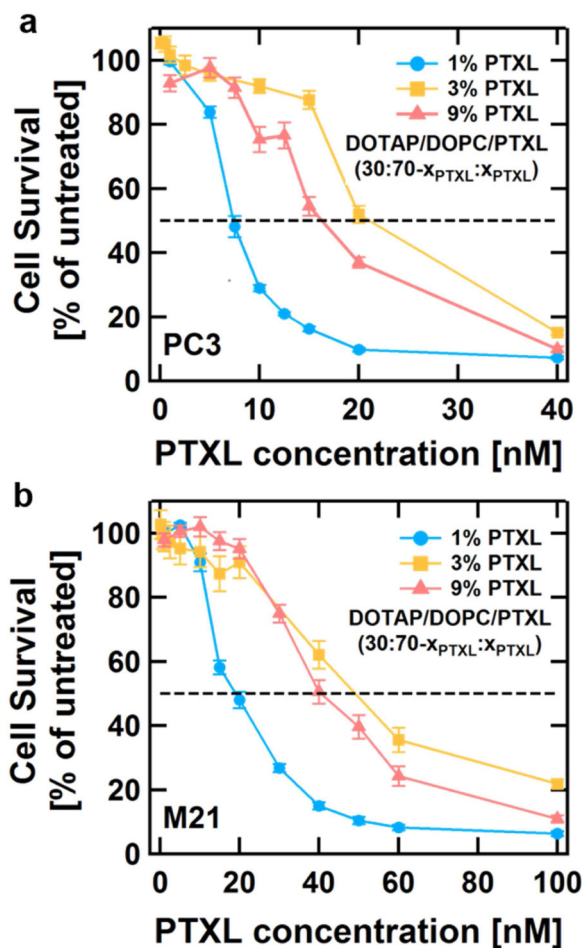 a
Cell Survival
[% of untreated]
100
80
60
40
20
0
1% PTXL
3% PTXL
9% PTXL
DOTAP/DOPC/PTXL
(30:70-xPTXL:xPTXL)
PC3
0 10 20 30 40
PTXL concentration [nM]
b
Cell Survival
[% of untreated]
100
80
60
40
20
0
1% PTXL
3% PTXL
9% PTXL
DOTAP/DOPC/PTXL
(30:70-xPTXL:xPTXL)
M21
0 20 40 60 80 100
PTXL concentration [nM]